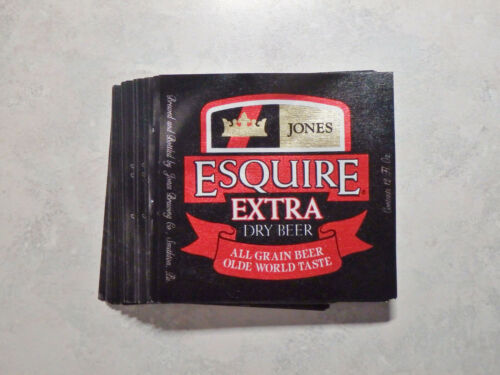 JONES
ESQUIRE®
EXTRA
DRY BEER
ALL GRAIN BEER
OLDE WORLD TASTE
Brewed and Bottled by Jones Brewing Co. Smithton, Pa.
Contents 12 Fl. Oz.